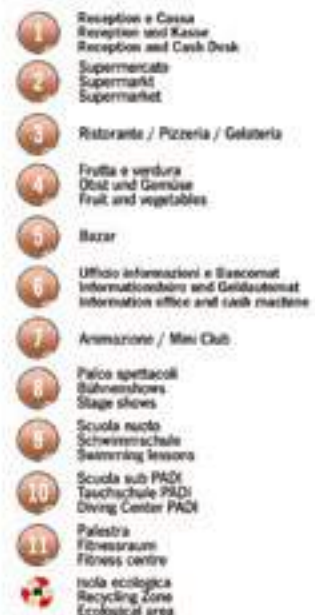 1 Reception e Cassa
Reception und Kasse
Reception and Cash Desk
2 Supermercato
Supermarkt
Supermarket
3 Ristorante / Pizzeria / Gelateria
4 Frutta e verdura
Obst und Gemüse
Fruit and vegetables
5 Bazar
6 Ufficio informazioni e Bancomat
Informationsbüro und Geldautomat
Information office and cash machine
7 Animazione / Mini Club
8 Palco spettacoli
Bühnenshows
Stage shows
9 Scuola nuoto
Schwimmschule
Swimming lessons
10 Scuola sub PADI
Tauchschule PADI
Diving Center PADI
11 Palestra
Fitnessraum
Fitness centre
Isola ecologica
Recycling Zone
Ecological area